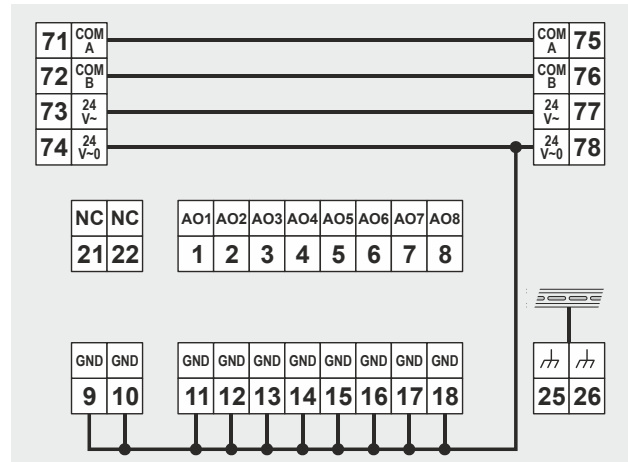 71 COM A COM A 75
72 COM B COM B 76
73 24 V~ 24 V~ 77
74 24 V~0 24 V~0 78
NC NC AO1 AO2 AO3 AO4 AO5 AO6 AO7 AO8
21 22 1 2 3 4 5 6 7 8
GND GND GND GND GND GND GND GND GND GND
9 10 11 12 13 14 15 16 17 18 25 26